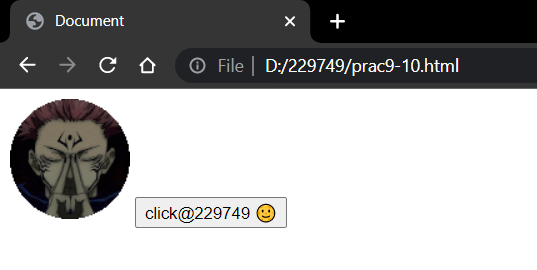 Document
File D:/229749/prac9-10.html
click@229749 🙂